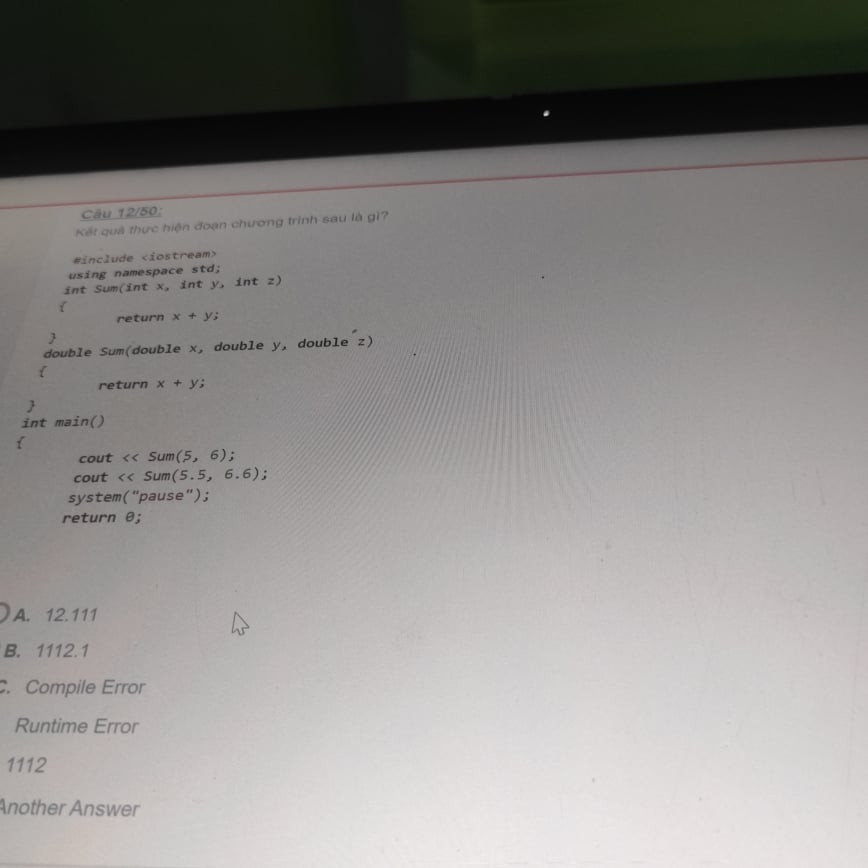 Câu 12/50:
Kết quả thực hiện đoạn chương trình sau là gì?
#include <iostream>
using namespace std;
int Sum(int x, int y, int z)
{
return x + y;
}
double Sum(double x, double y, double z)
{
return x + y;
}
int main()
{
cout << Sum(5, 6);
cout << Sum(5.5, 6.6);
system("pause");
return 0;
A. 12.111
B. 1112.1
C. Compile Error
Runtime Error
1112
Another Answer